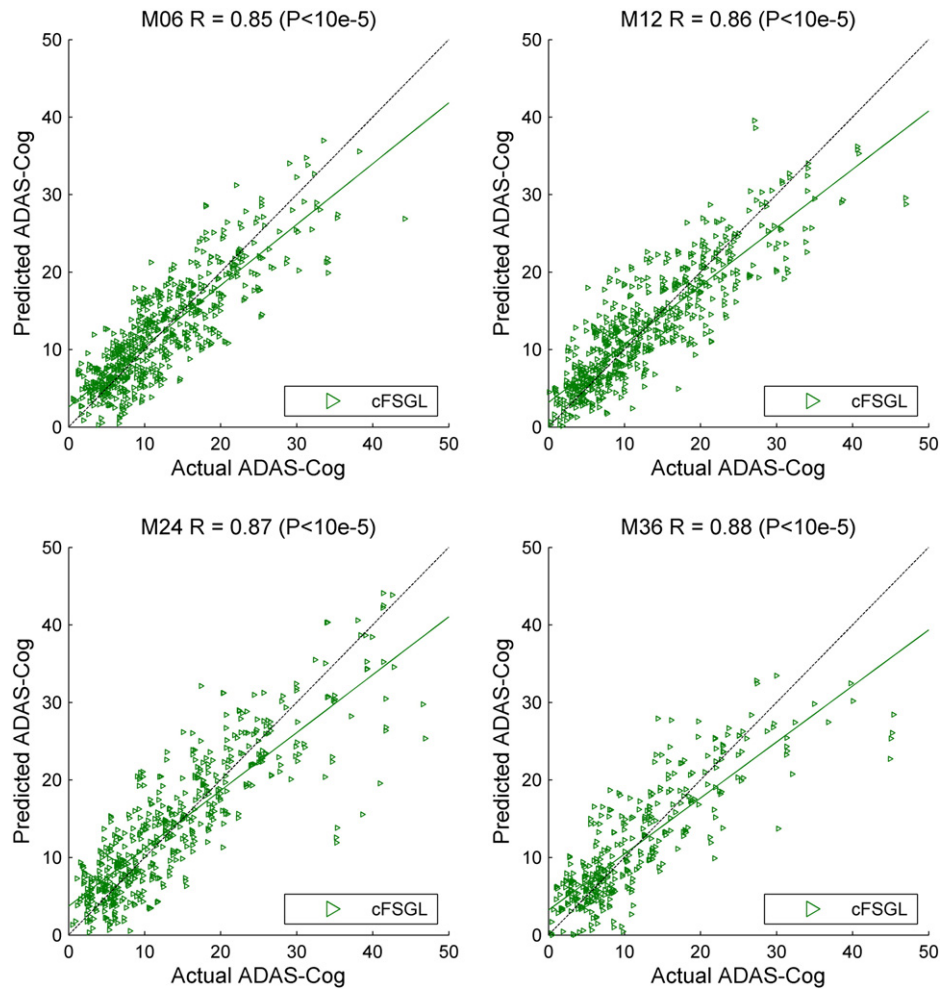 M06 R = 0.85 (P<10e-5)
50
40
30
20
10
0
Predicted ADAS-Cog
cFSGL
0 10 20 30 40 50
Actual ADAS-Cog
M12 R = 0.86 (P<10e-5)
50
40
30
20
10
0
Predicted ADAS-Cog
cFSGL
0 10 20 30 40 50
Actual ADAS-Cog
M24 R = 0.87 (P<10e-5)
50
40
30
20
10
0
Predicted ADAS-Cog
cFSGL
0 10 20 30 40 50
Actual ADAS-Cog
M36 R = 0.88 (P<10e-5)
50
40
30
20
10
0
Predicted ADAS-Cog
cFSGL
0 10 20 30 40 50
Actual ADAS-Cog